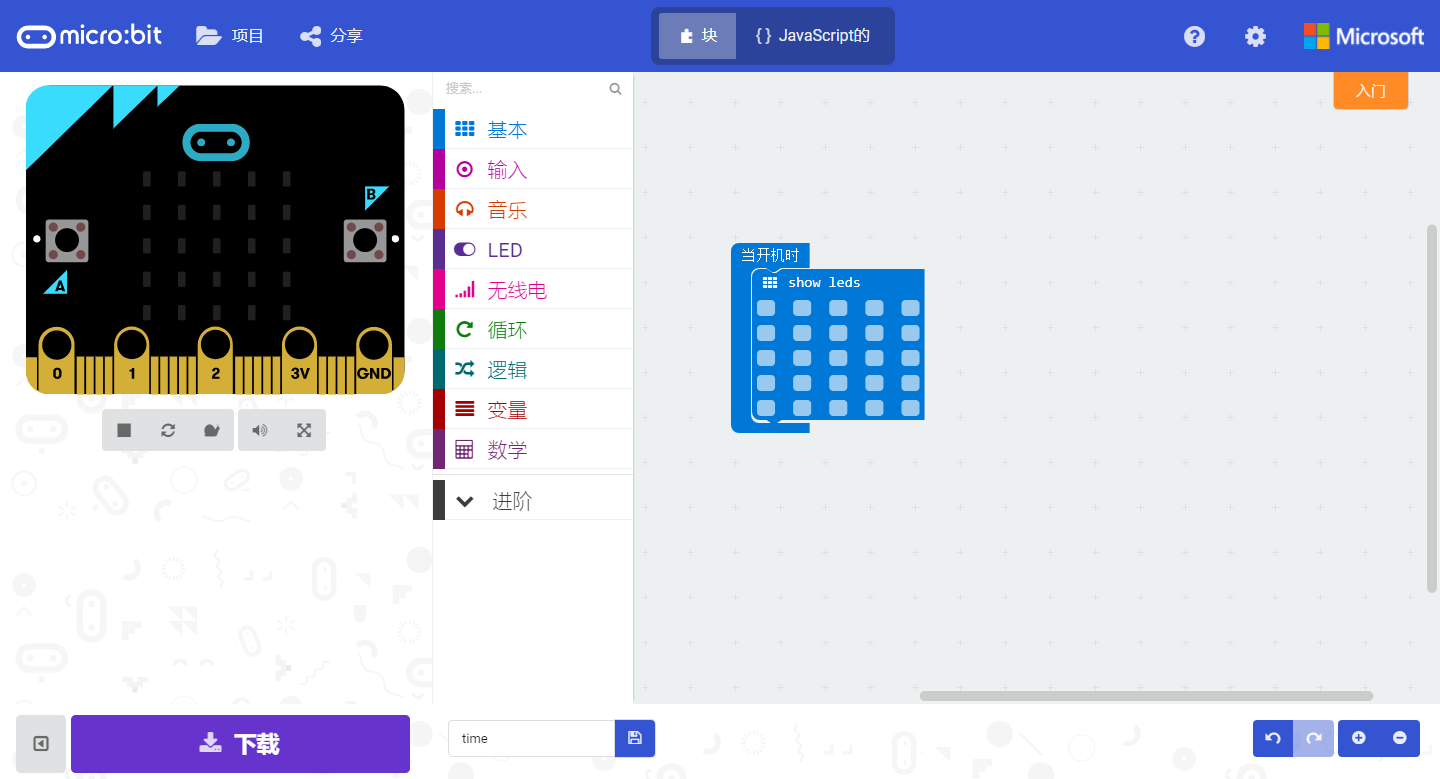 micro:bit
项目
分享
块
{ } JavaScript的
Microsoft
搜索...
入门
基本
输入
音乐
LED
无线电
循环
逻辑
变量
数学
进阶
B
A
0 1 2 3V GND
当开机时
show leds
下载
time